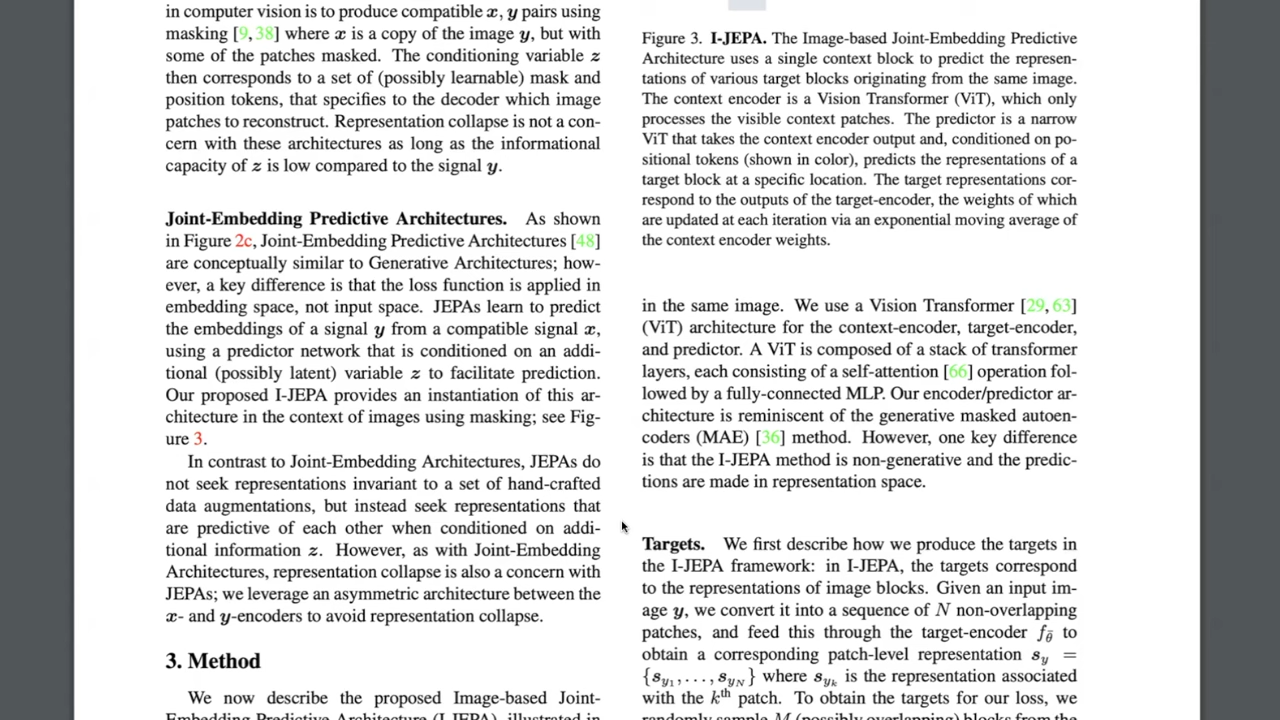 in computer vision is to produce compatible x, y pairs using
masking [9,38] where x is a copy of the image y, but with
some of the patches masked. The conditioning variable z
then corresponds to a set of (possibly learnable) mask and
position tokens, that specifies to the decoder which image
patches to reconstruct. Representation collapse is not a con-
cern with these architectures as long as the informational
capacity of z is low compared to the signal y.
Joint-Embedding Predictive Architectures. As shown
in Figure 2c, Joint-Embedding Predictive Architectures [48]
are conceptually similar to Generative Architectures; how-
ever, a key difference is that the loss function is applied in
embedding space, not input space. JEPAs learn to predict
the embeddings of a signal y from a compatible signal x,
using a predictor network that is conditioned on an addi-
tional (possibly latent) variable z to facilitate prediction.
Our proposed I-JEPA provides an instantiation of this ar-
chitecture in the context of images using masking; see Fig-
ure 3.
In contrast to Joint-Embedding Architectures, JEPAs do
not seek representations invariant to a set of hand-crafted
data augmentations, but instead seek representations that
are predictive of each other when conditioned on addi-
tional information z. However, as with Joint-Embedding
Architectures, representation collapse is also a concern with
JEPAs; we leverage an asymmetric architecture between the
x- and y-encoders to avoid representation collapse.
3. Method
We now describe the proposed Image-based Joint-
Embedding Predictive Architecture (I-JEPA), illustrated in
Figure 3. I-JEPA. The Image-based Joint-Embedding Predictive
Architecture uses a single context block to predict the represen-
tations of various target blocks originating from the same image.
The context encoder is a Vision Transformer (ViT), which only
processes the visible context patches. The predictor is a narrow
ViT that takes the context encoder output and, conditioned on po-
sitional tokens (shown in color), predicts the representations of a
target block at a specific location. The target representations cor-
respond to the outputs of the target-encoder, the weights of which
are updated at each iteration via an exponential moving average of
the context encoder weights.
in the same image. We use a Vision Transformer [29,63]
(ViT) architecture for the context-encoder, target-encoder,
and predictor. A ViT is composed of a stack of transformer
layers, each consisting of a self-attention [66] operation fol-
lowed by a fully-connected MLP. Our encoder/predictor ar-
chitecture is reminiscent of the generative masked autoen-
coders (MAE) [36] method. However, one key difference
is that the I-JEPA method is non-generative and the predic-
tions are made in representation space.
Targets. We first describe how we produce the targets in
the I-JEPA framework: in I-JEPA, the targets correspond
to the representations of image blocks. Given an input im-
age y, we convert it into a sequence of N non-overlapping
patches, and feed this through the target-encoder f_θ̄ to
obtain a corresponding patch-level representation s_y =
{s_y1, . . . , s_yN} where s_yk is the representation associated
with the kth patch. To obtain the targets for our loss, we
randomly sample M (possibly overlapping) blocks from the